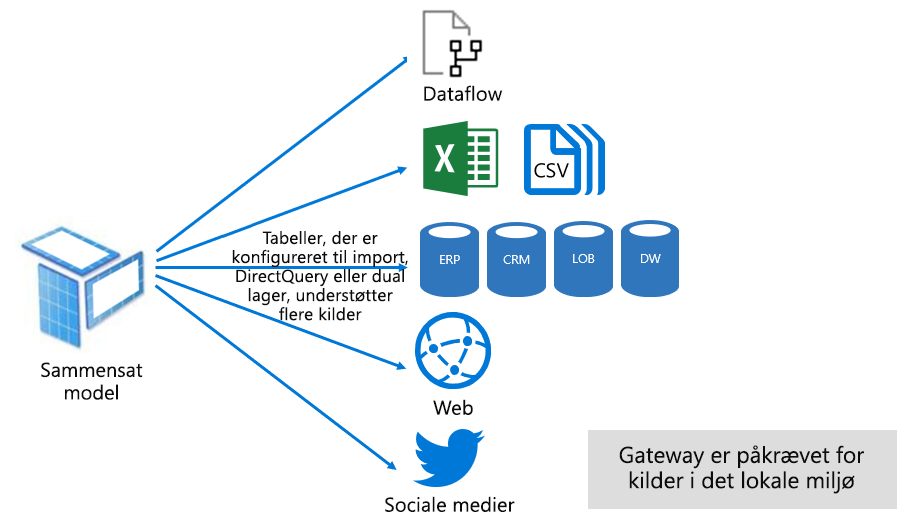 Dataflow
X
CSV
Tabeller, der er
konfigureret til import,
DirectQuery eller dual
lager, understøtter
flere kilder
ERP
CRM
LOB
DW
Sammensat
model
Web
Sociale medier
Gateway er påkrævet for
kilder i det lokale miljø